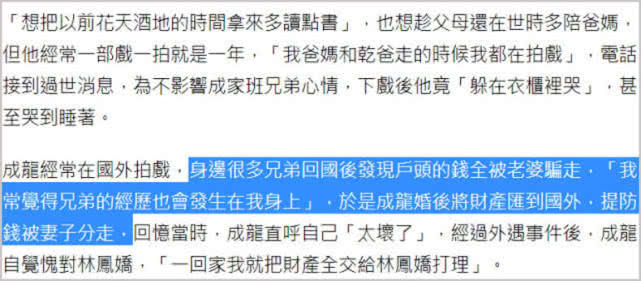 「想把以前花天酒地的時間拿來多讀點書」，也想趁父母還在世時多陪爸媽，
但他經常一部戲一拍就是一年，「我爸媽和乾爸走的時候我都在拍戲」，電話
接到過世消息，為不影響成家班兄弟心情，下戲後他竟「躲在衣櫃裡哭」，甚
至哭到睡著。
成龍經常在國外拍戲，身邊很多兄弟回國後發現戶頭的錢全被老婆騙走，「我
常覺得兄弟的經歷也會發生在我身上」，於是成龍婚後將財產匯到國外，提防
錢被妻子分走，回憶當時，成龍直呼自己「太壞了」，經過外遇事件後，成龍
自覺愧對林鳳嬌，「一回家我就把財產全交給林鳳嬌打理」。